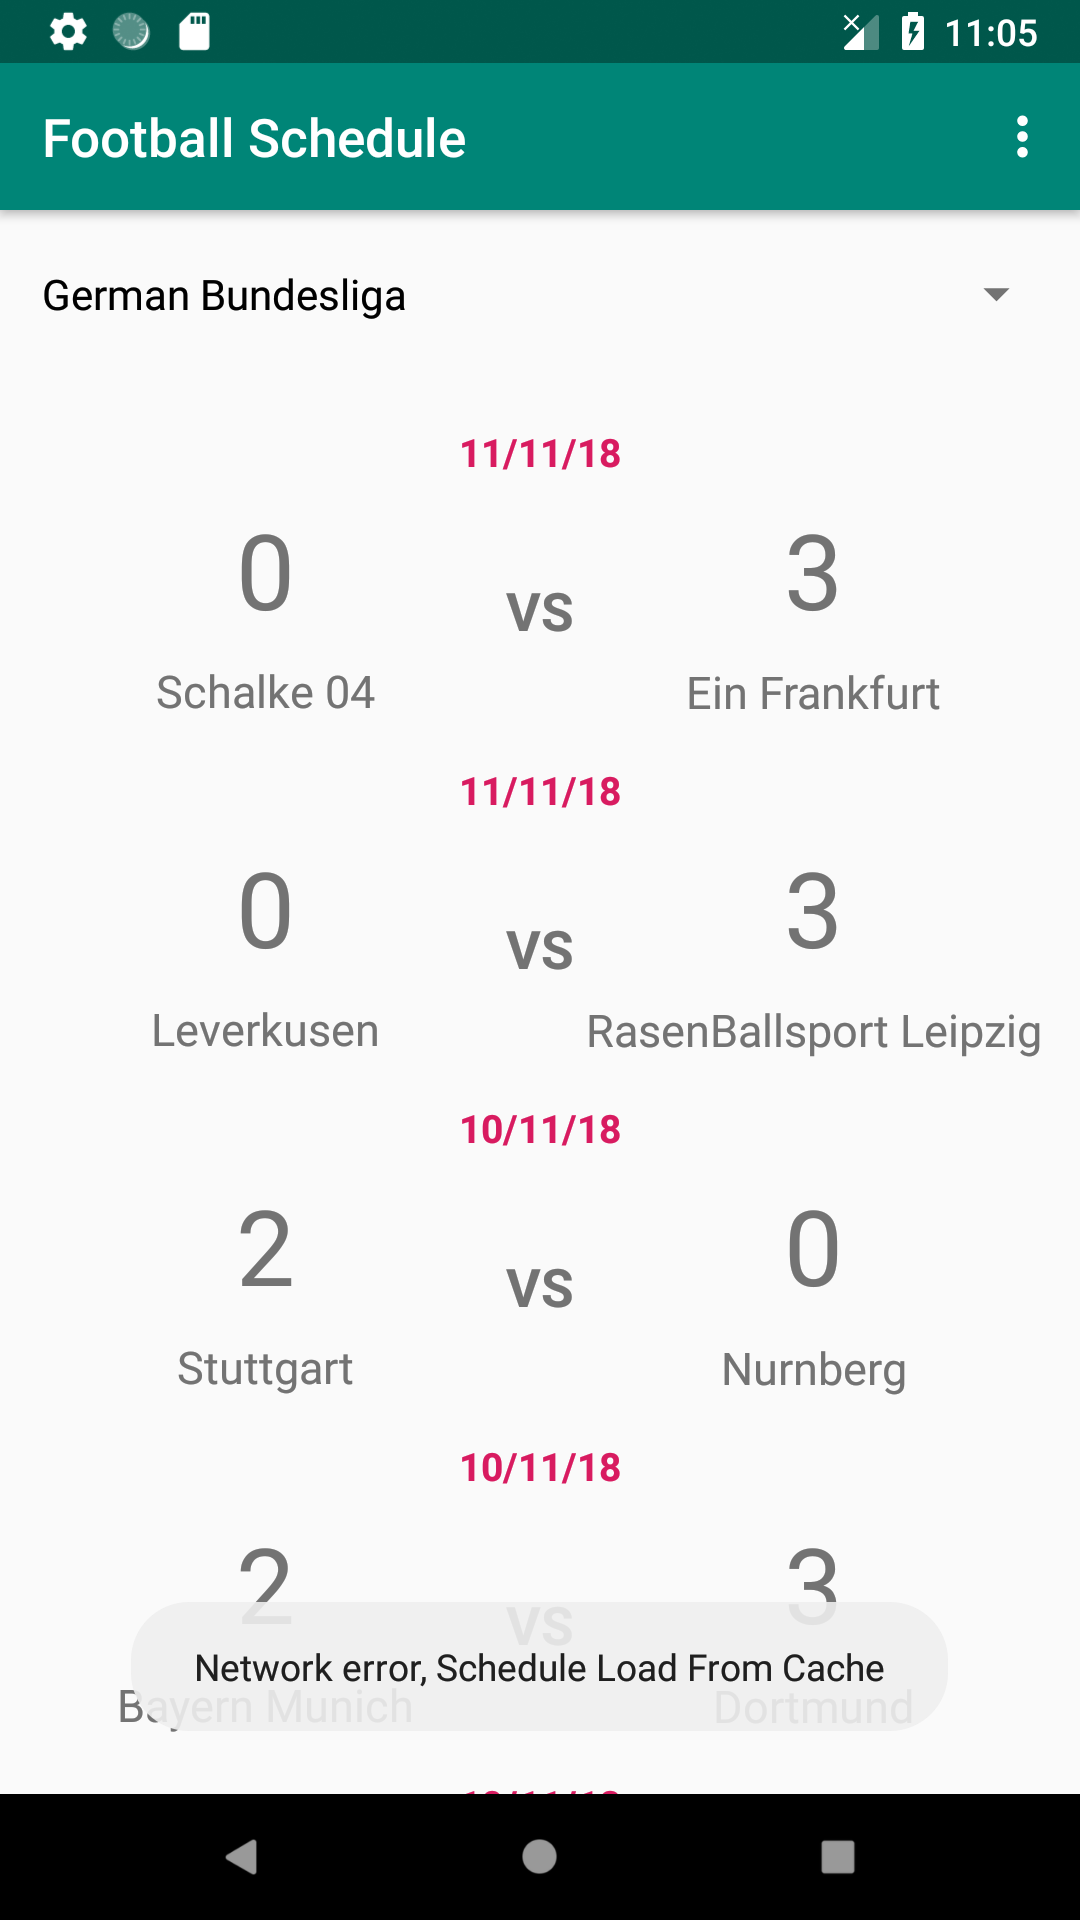 11:05
Football Schedule
German Bundesliga
11/11/18
0 VS 3
Schalke 04 Ein Frankfurt
11/11/18
0 VS 3
Leverkusen RasenBallsport Leipzig
10/11/18
2 VS 0
Stuttgart Nurnberg
10/11/18
2 VS 3
Network error, Schedule Load From Cache
Bayern Munich Dortmund